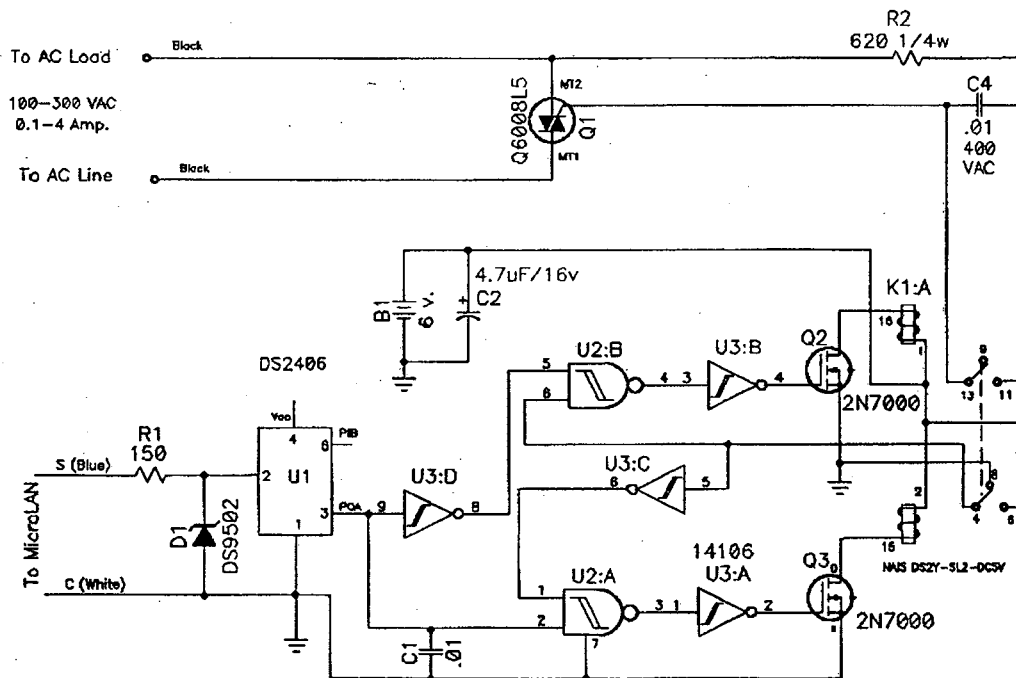 R2
620 1/4w
To AC Load
Black
MT2
C4
.01
400
VAC
100-300 VAC
0.1-4 Amp.
Q6008L5
Q1
MT1
To AC Line
Black
4.7uF/16v
+
C2
B1
6 v.
K1:A
16
1
Q2
2N7000
U2:B
5
6
4
U3:B
3
4
9
13
11
DS2406
Vcc
4
PIB
6
U1
2
3
POA
1
R1
150
S (Blue)
To MicroLAN
D1
DS9502
C (White)
U3:D
9
8
U3:C
6
5
8
4
6
2
15
NAIS DS2Y-SL2-DC5V
U2:A
1
2
3
7
14106
U3:A
1
2
Q3
2N7000
C1
.01